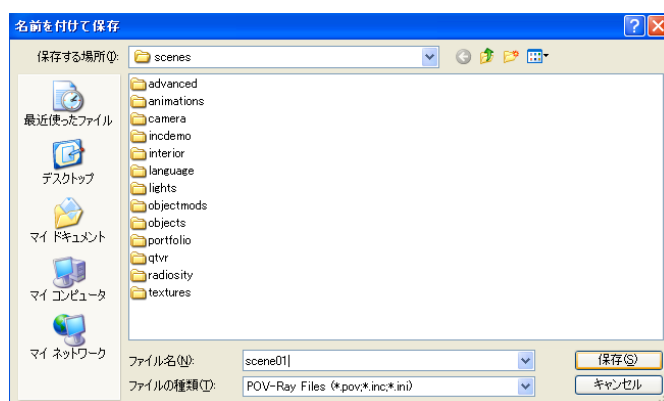 名前を付けて保存
保存する場所(I):
scenes
最近使ったファイル
デスクトップ
マイ ドキュメント
マイ コンピュータ
マイ ネットワーク
advanced
animations
camera
incdemo
interior
language
lights
objectmods
objects
portfolio
qtvr
radiosity
textures
ファイル名(N):
scene01
保存(S)
ファイルの種類(T):
POV-Ray Files (*.pov;*.inc;*.ini)
キャンセル